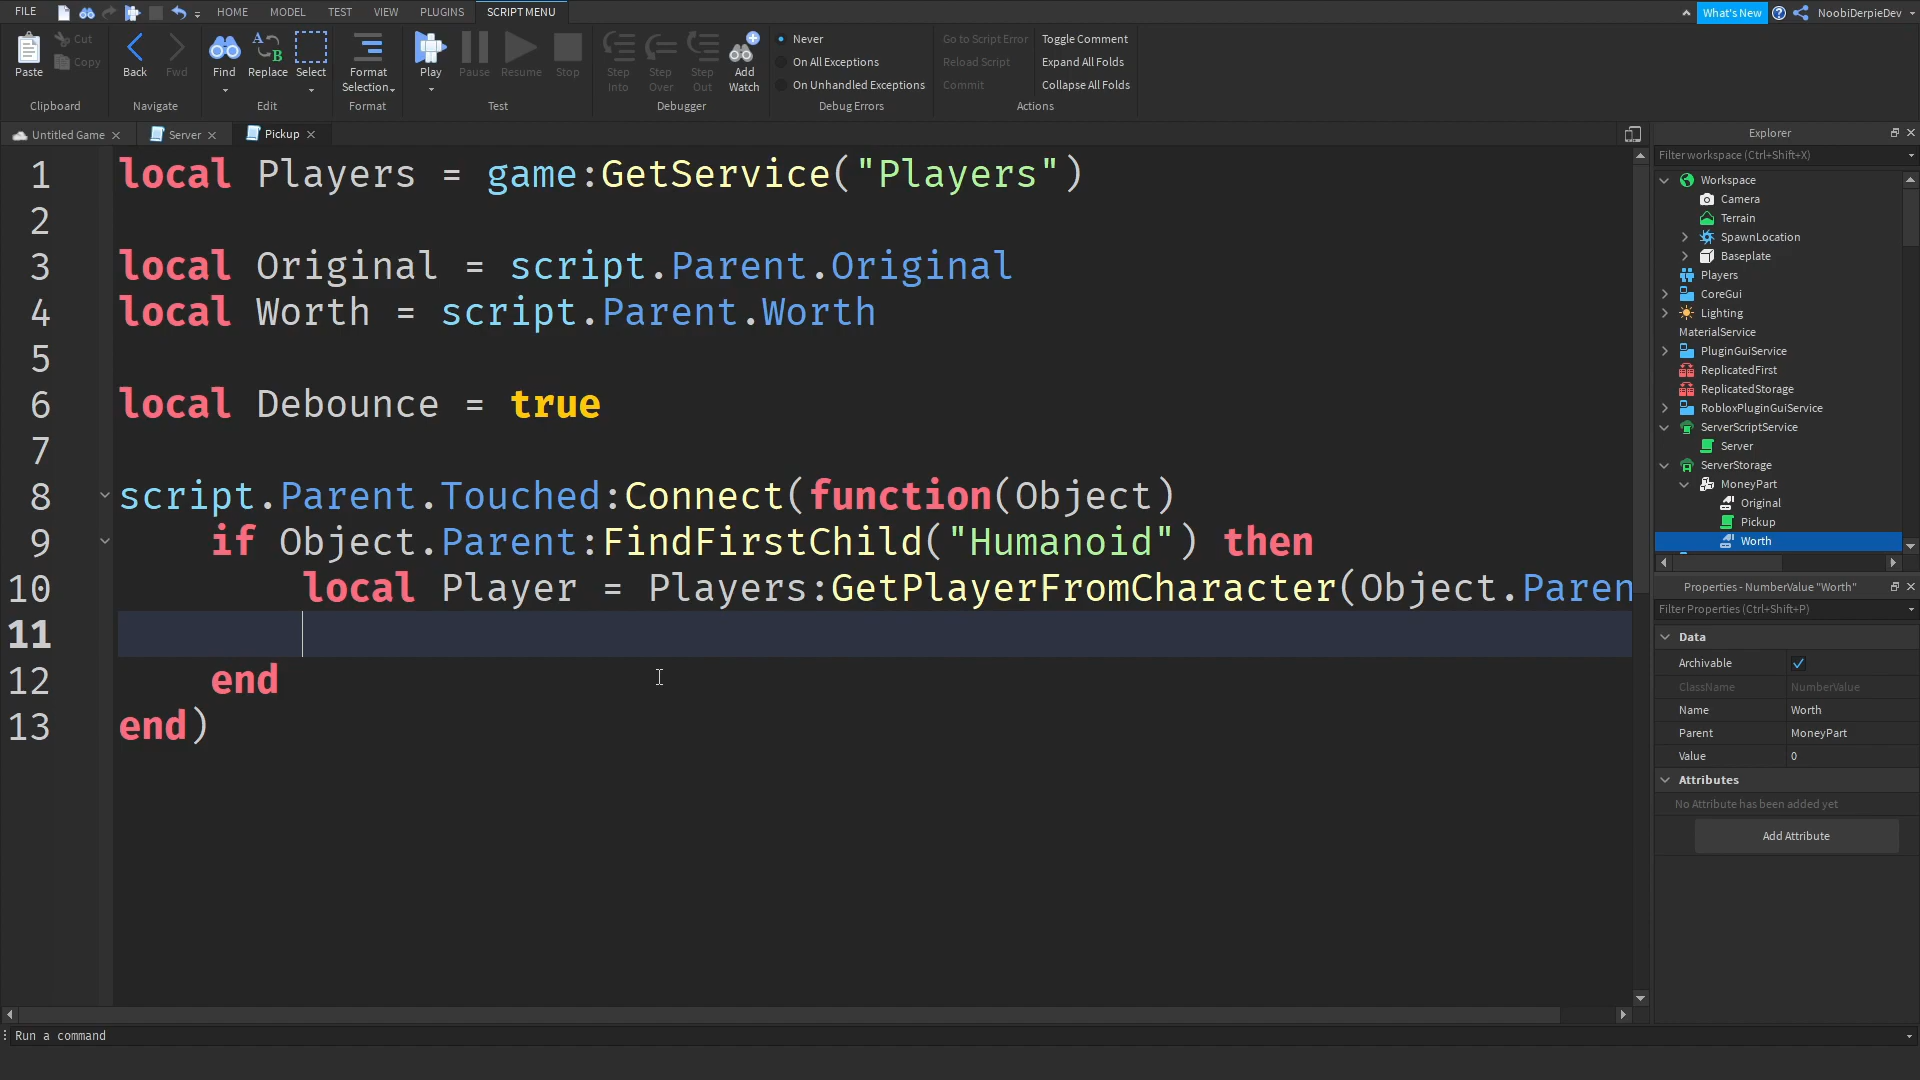 FILE HOME MODEL TEST VIEW PLUGINS SCRIPT MENU What's New NoobiDerpieDev
Paste Cut Copy Clipboard
Back Fwd Navigate
Find Replace Select Edit
Format Selection Format
Play Pause Resume Stop Test
Step Into Step Over Step Out Add Watch Debugger
Never
On All Exceptions
On Unhandled Exceptions
Debug Errors
Go to Script Error
Reload Script
Commit
Toggle Comment
Expand All Folds
Collapse All Folds
Actions
Untitled Game Server Pickup
1 local Players = game:GetService("Players")
2
3 local Original = script.Parent.Original
4 local Worth = script.Parent.Worth
5
6 local Debounce = true
7
8 script.Parent.Touched:Connect(function(Object)
9 if Object.Parent:FindFirstChild("Humanoid") then
10 local Player = Players:GetPlayerFromCharacter(Object.Paren
11
12 end
13 end)
Explorer
Filter workspace (Ctrl+Shift+X)
Workspace
Camera
Terrain
SpawnLocation
Baseplate
Players
CoreGui
Lighting
MaterialService
PluginGuiService
ReplicatedFirst
ReplicatedStorage
RobloxPluginGuiService
ServerScriptService
Server
ServerStorage
MoneyPart
Original
Pickup
Worth
Properties - NumberValue "Worth"
Filter Properties (Ctrl+Shift+P)
Data
Archivable
ClassName NumberValue
Name Worth
Parent MoneyPart
Value 0
Attributes
No Attribute has been added yet
Add Attribute
Run a command